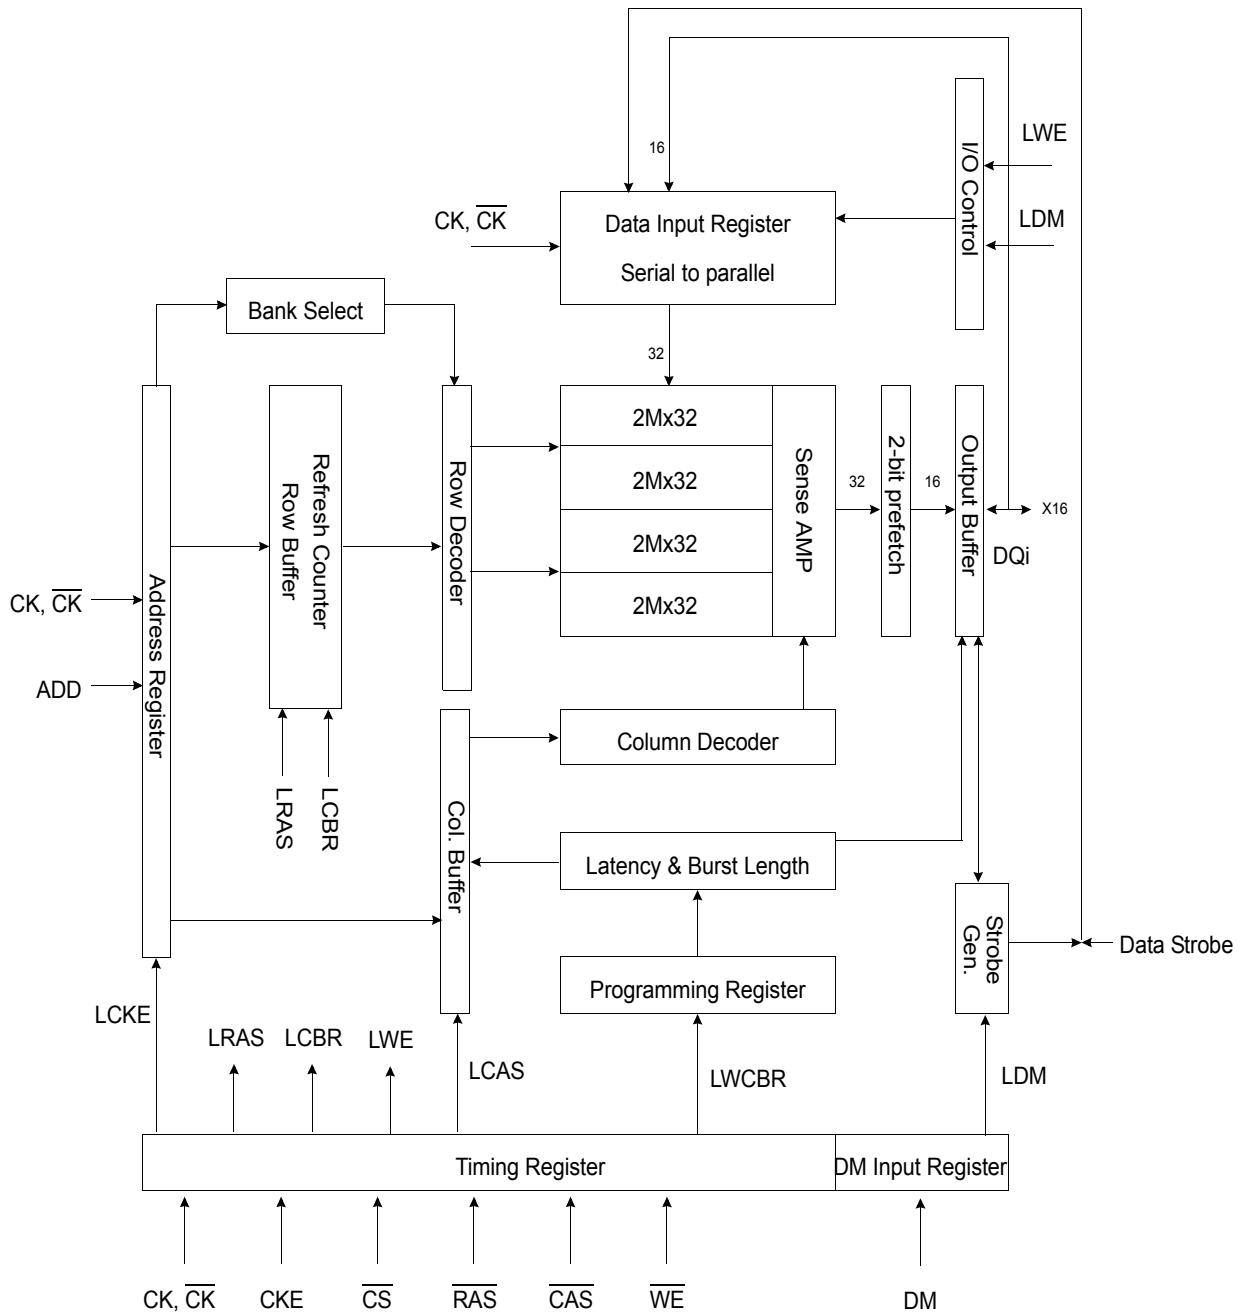 16
LWE
I/O Control
CK, CK
Data Input Register
LDM
Serial to parallel
Bank Select
32
2Mx32
2Mx32
2Mx32
2Mx32
Address Register
Refresh Counter
Row Buffer
Row Decoder
Sense AMP
32
2-bit prefetch
16
Output Buffer
X16
DQi
CK, CK
ADD
LRAS
LCBR
Col. Buffer
Column Decoder
Latency & Burst Length
Strobe
Gen.
Data Strobe
Programming Register
LCKE
LRAS
LCBR
LWE
LCAS
LWCBR
LDM
Timing Register
DM Input Register
CK, CK
CKE
CS
RAS
CAS
WE
DM